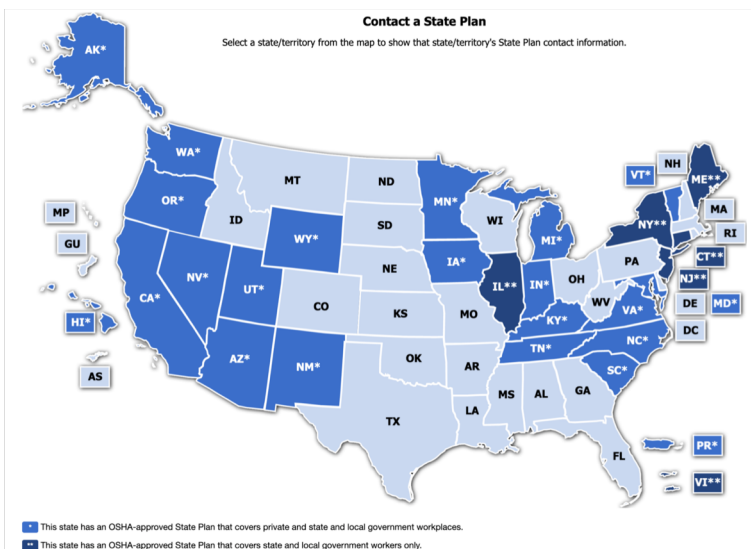 Contact a State Plan
Select a state/territory from the map to show that state/territory's State Plan contact information.
AK*
WA*
MT
ND
MN*
VT*
NH
ME**
OR*
ID
SD
WI
NY**
MA
MP
WY*
MI*
RI
GU
NE
IA*
PA
CT**
NV*
UT*
IL**
IN*
OH
NJ**
CA*
CO
KS
MO
WV
VA*
DE
MD*
HI*
KY*
DC
AZ*
NM*
OK
AR
TN*
NC*
AS
SC*
MS
AL
GA
TX
LA
FL
PR*
VI**
* This state has an OSHA-approved State Plan that covers private and state and local government workplaces.
** This state has an OSHA-approved State Plan that covers state and local government workers only.